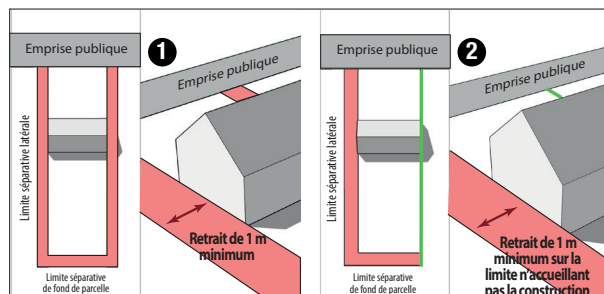 Emprise publique
1
Limite séparative latérale
Limite séparative
de fond de parcelle
Emprise publique
Retrait de 1 m
minimum
Emprise publique
2
Limite séparative latérale
Limite séparative
de fond de parcelle
Emprise publique
Retrait de 1 m
minimum sur la
limite n'accueillant
pas la construction